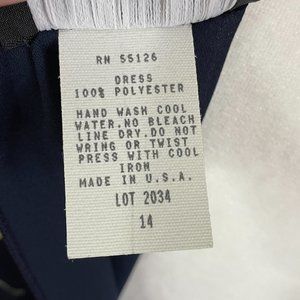 RN 55126
DRESS
100% POLYESTER
HAND WASH COOL
WATER.NO BLEACH
LINE DRY.DO NOT
WRING OR TWIST
PRESS WITH COOL
IRON
MADE IN U.S.A.
LOT 2034
14